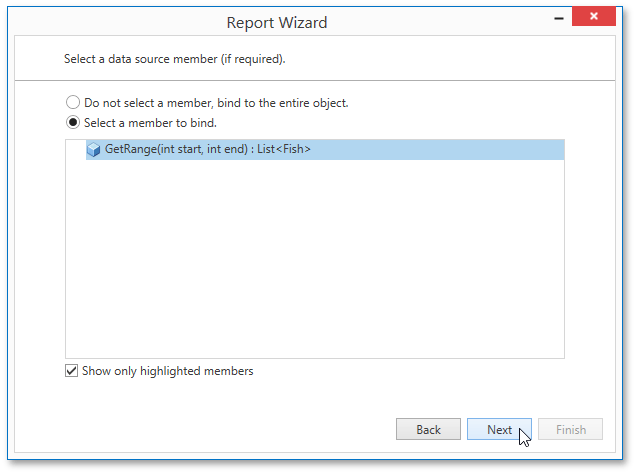 Report Wizard
Select a data source member (if required).
Do not select a member, bind to the entire object.
Select a member to bind.
GetRange(int start, int end) : List<Fish>
Show only highlighted members
Back Next Finish